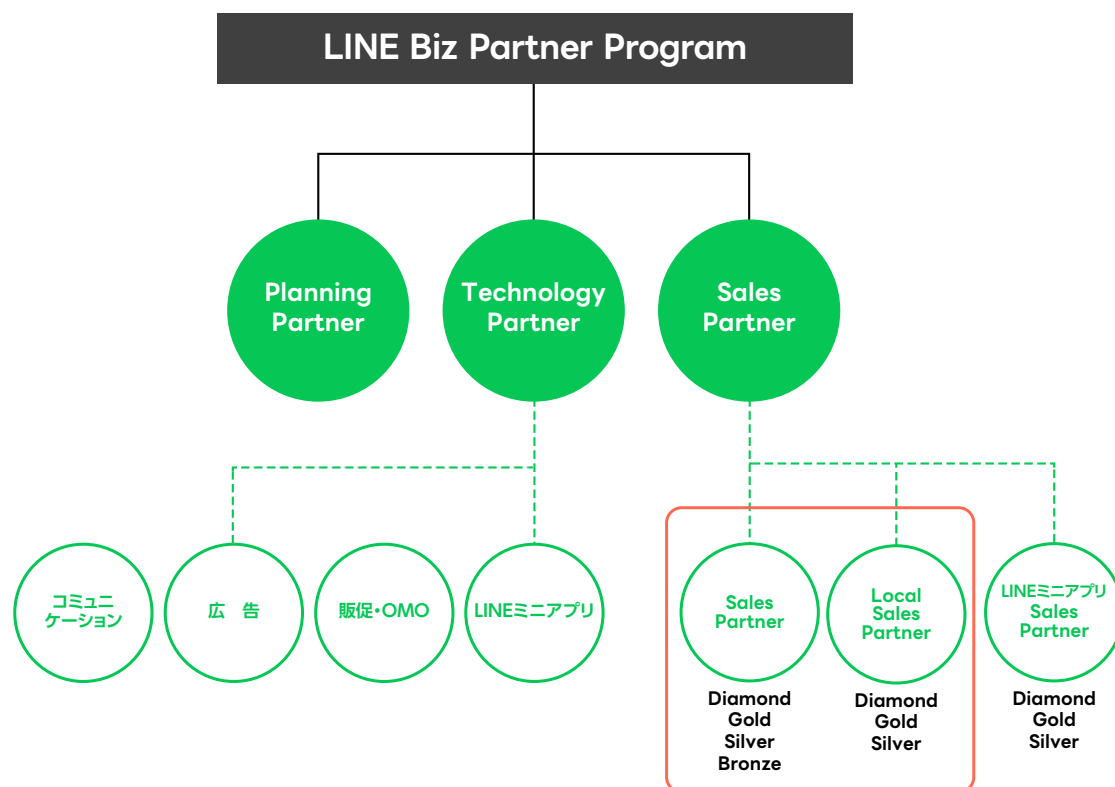 LINE Biz Partner Program
Planning
Partner
Technology
Partner
Sales
Partner
コミュニ
ケーション
広 告
販促・OMO
LINEミニアプリ
Sales
Partner
Diamond
Gold
Silver
Bronze
Local
Sales
Partner
Diamond
Gold
Silver
LINEミニアプリ
Sales
Partner
Diamond
Gold
Silver